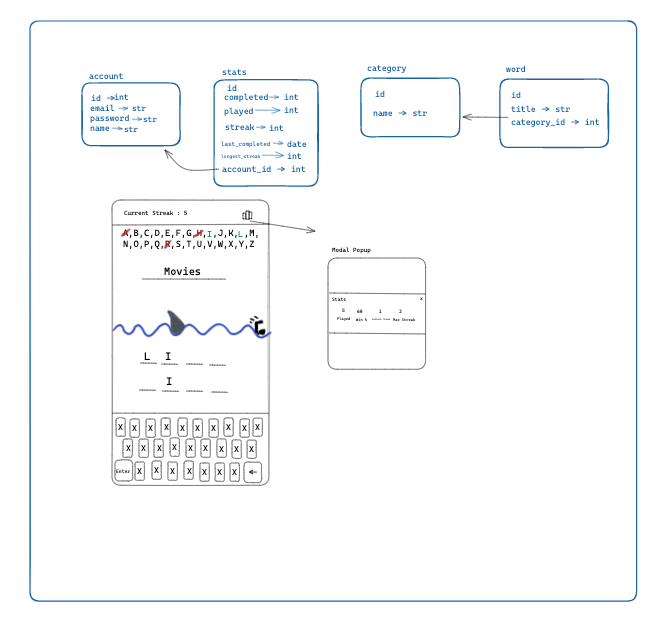 account
id → int
email → str
password → str
name → str
stats
id
completed → int
played → int
streak → int
last_completed → date
longest_streak → int
account_id → int
category
id
name → str
word
id
title → str
category_id → int
Current Streak : 5
A,B,C,D,E,F,G,H,I,J,K,L,M,
N,O,P,Q,R,S,T,U,V,W,X,Y,Z
Movies
L I
I
X X X X X X X X X X
X X X X X X X X X
Enter X X X X X X X ←
Modal Popup
Stats x
5 60 1 2
Played Win % Max Streak